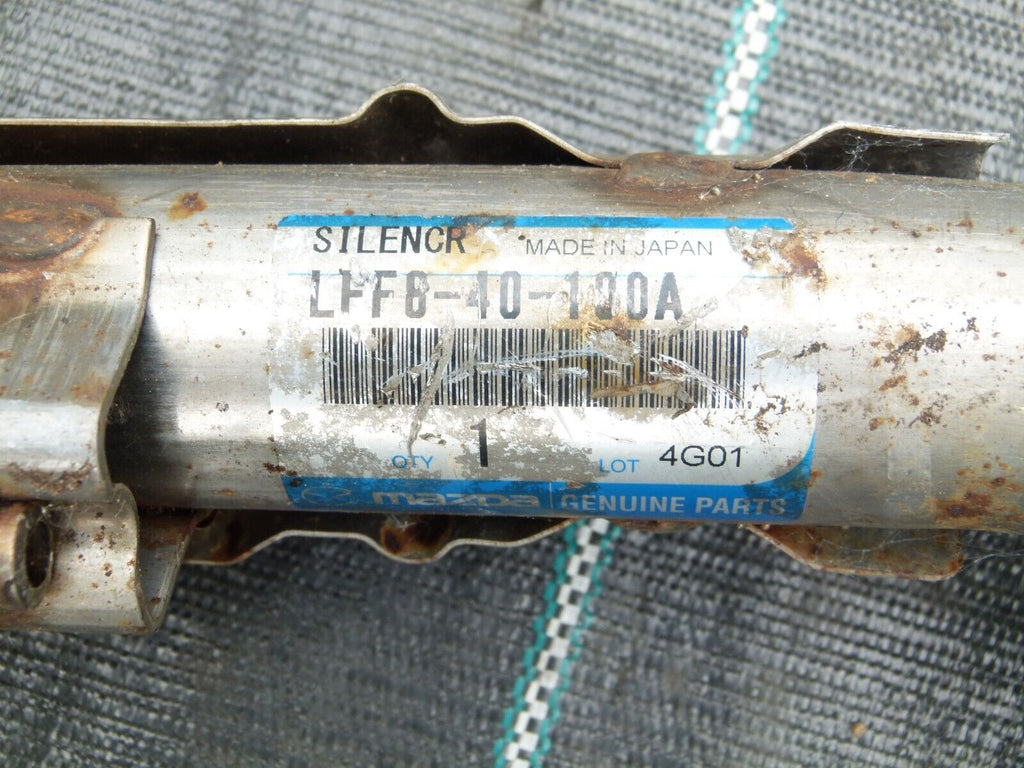 SILENCR MADE IN JAPAN
LFF8-40-100A
QTY 1 LOT 4G01
mazda GENUINE PARTS